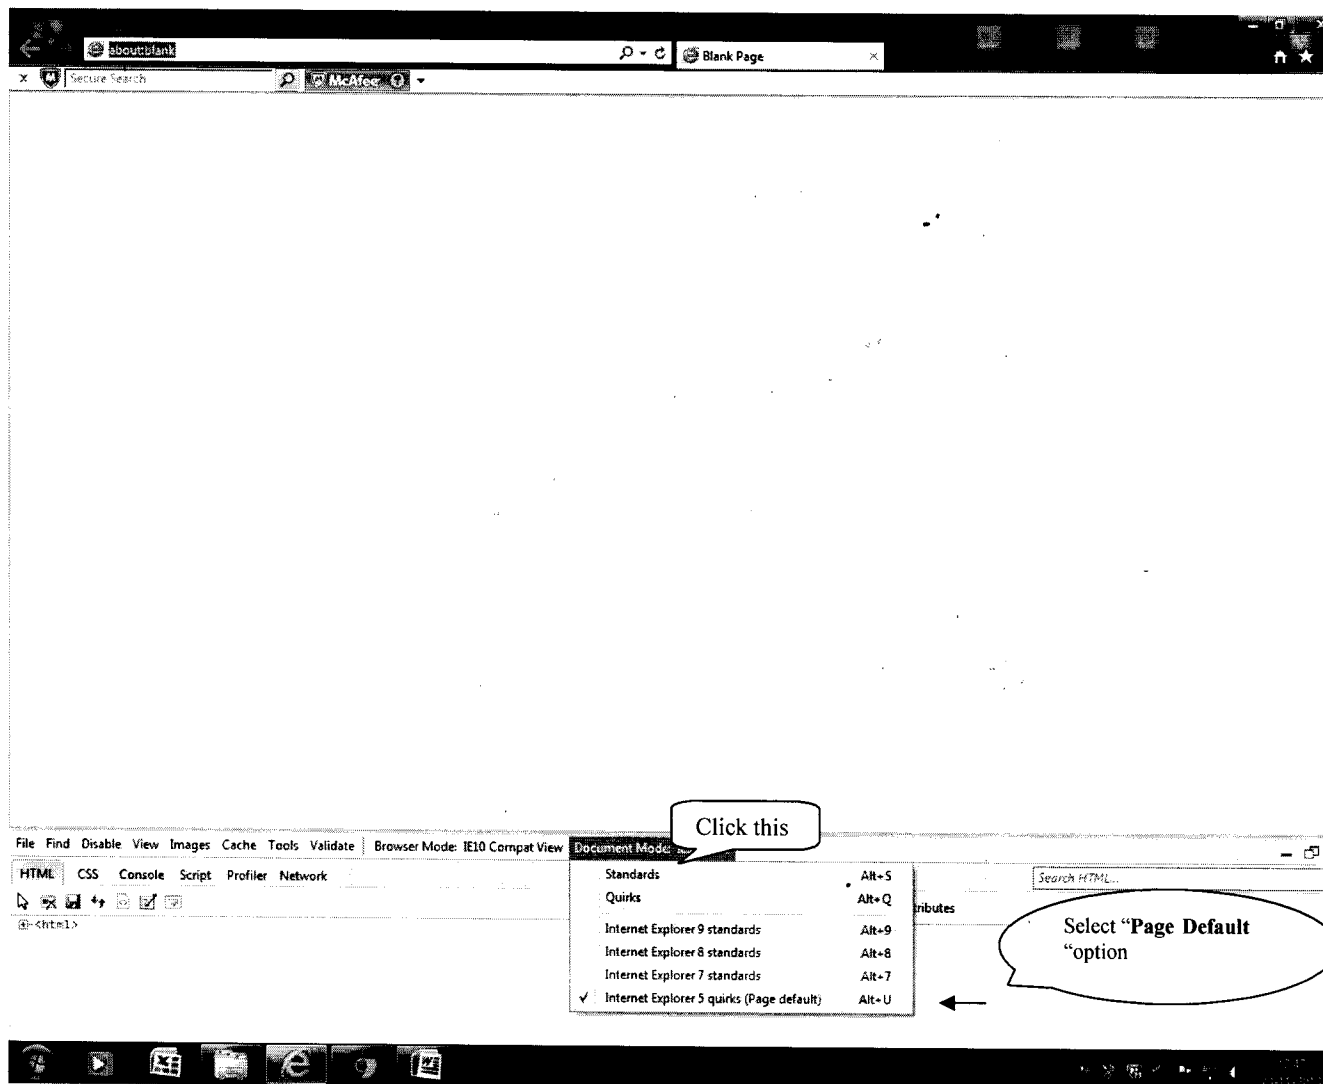 about:blank
Blank Page
x Secure Search McAfee
Click this
File Find Disable View Images Cache Tools Validate Browser Mode: IE10 Compat View Document Mode:
HTML CSS Console Script Profiler Network
Search HTML...
Standards Alt+S
Quirks Alt+Q
Internet Explorer 9 standards Alt+9
Internet Explorer 8 standards Alt+8
Internet Explorer 7 standards Alt+7
✓ Internet Explorer 5 quirks (Page default) Alt+U
<html>
Select “Page Default
“option